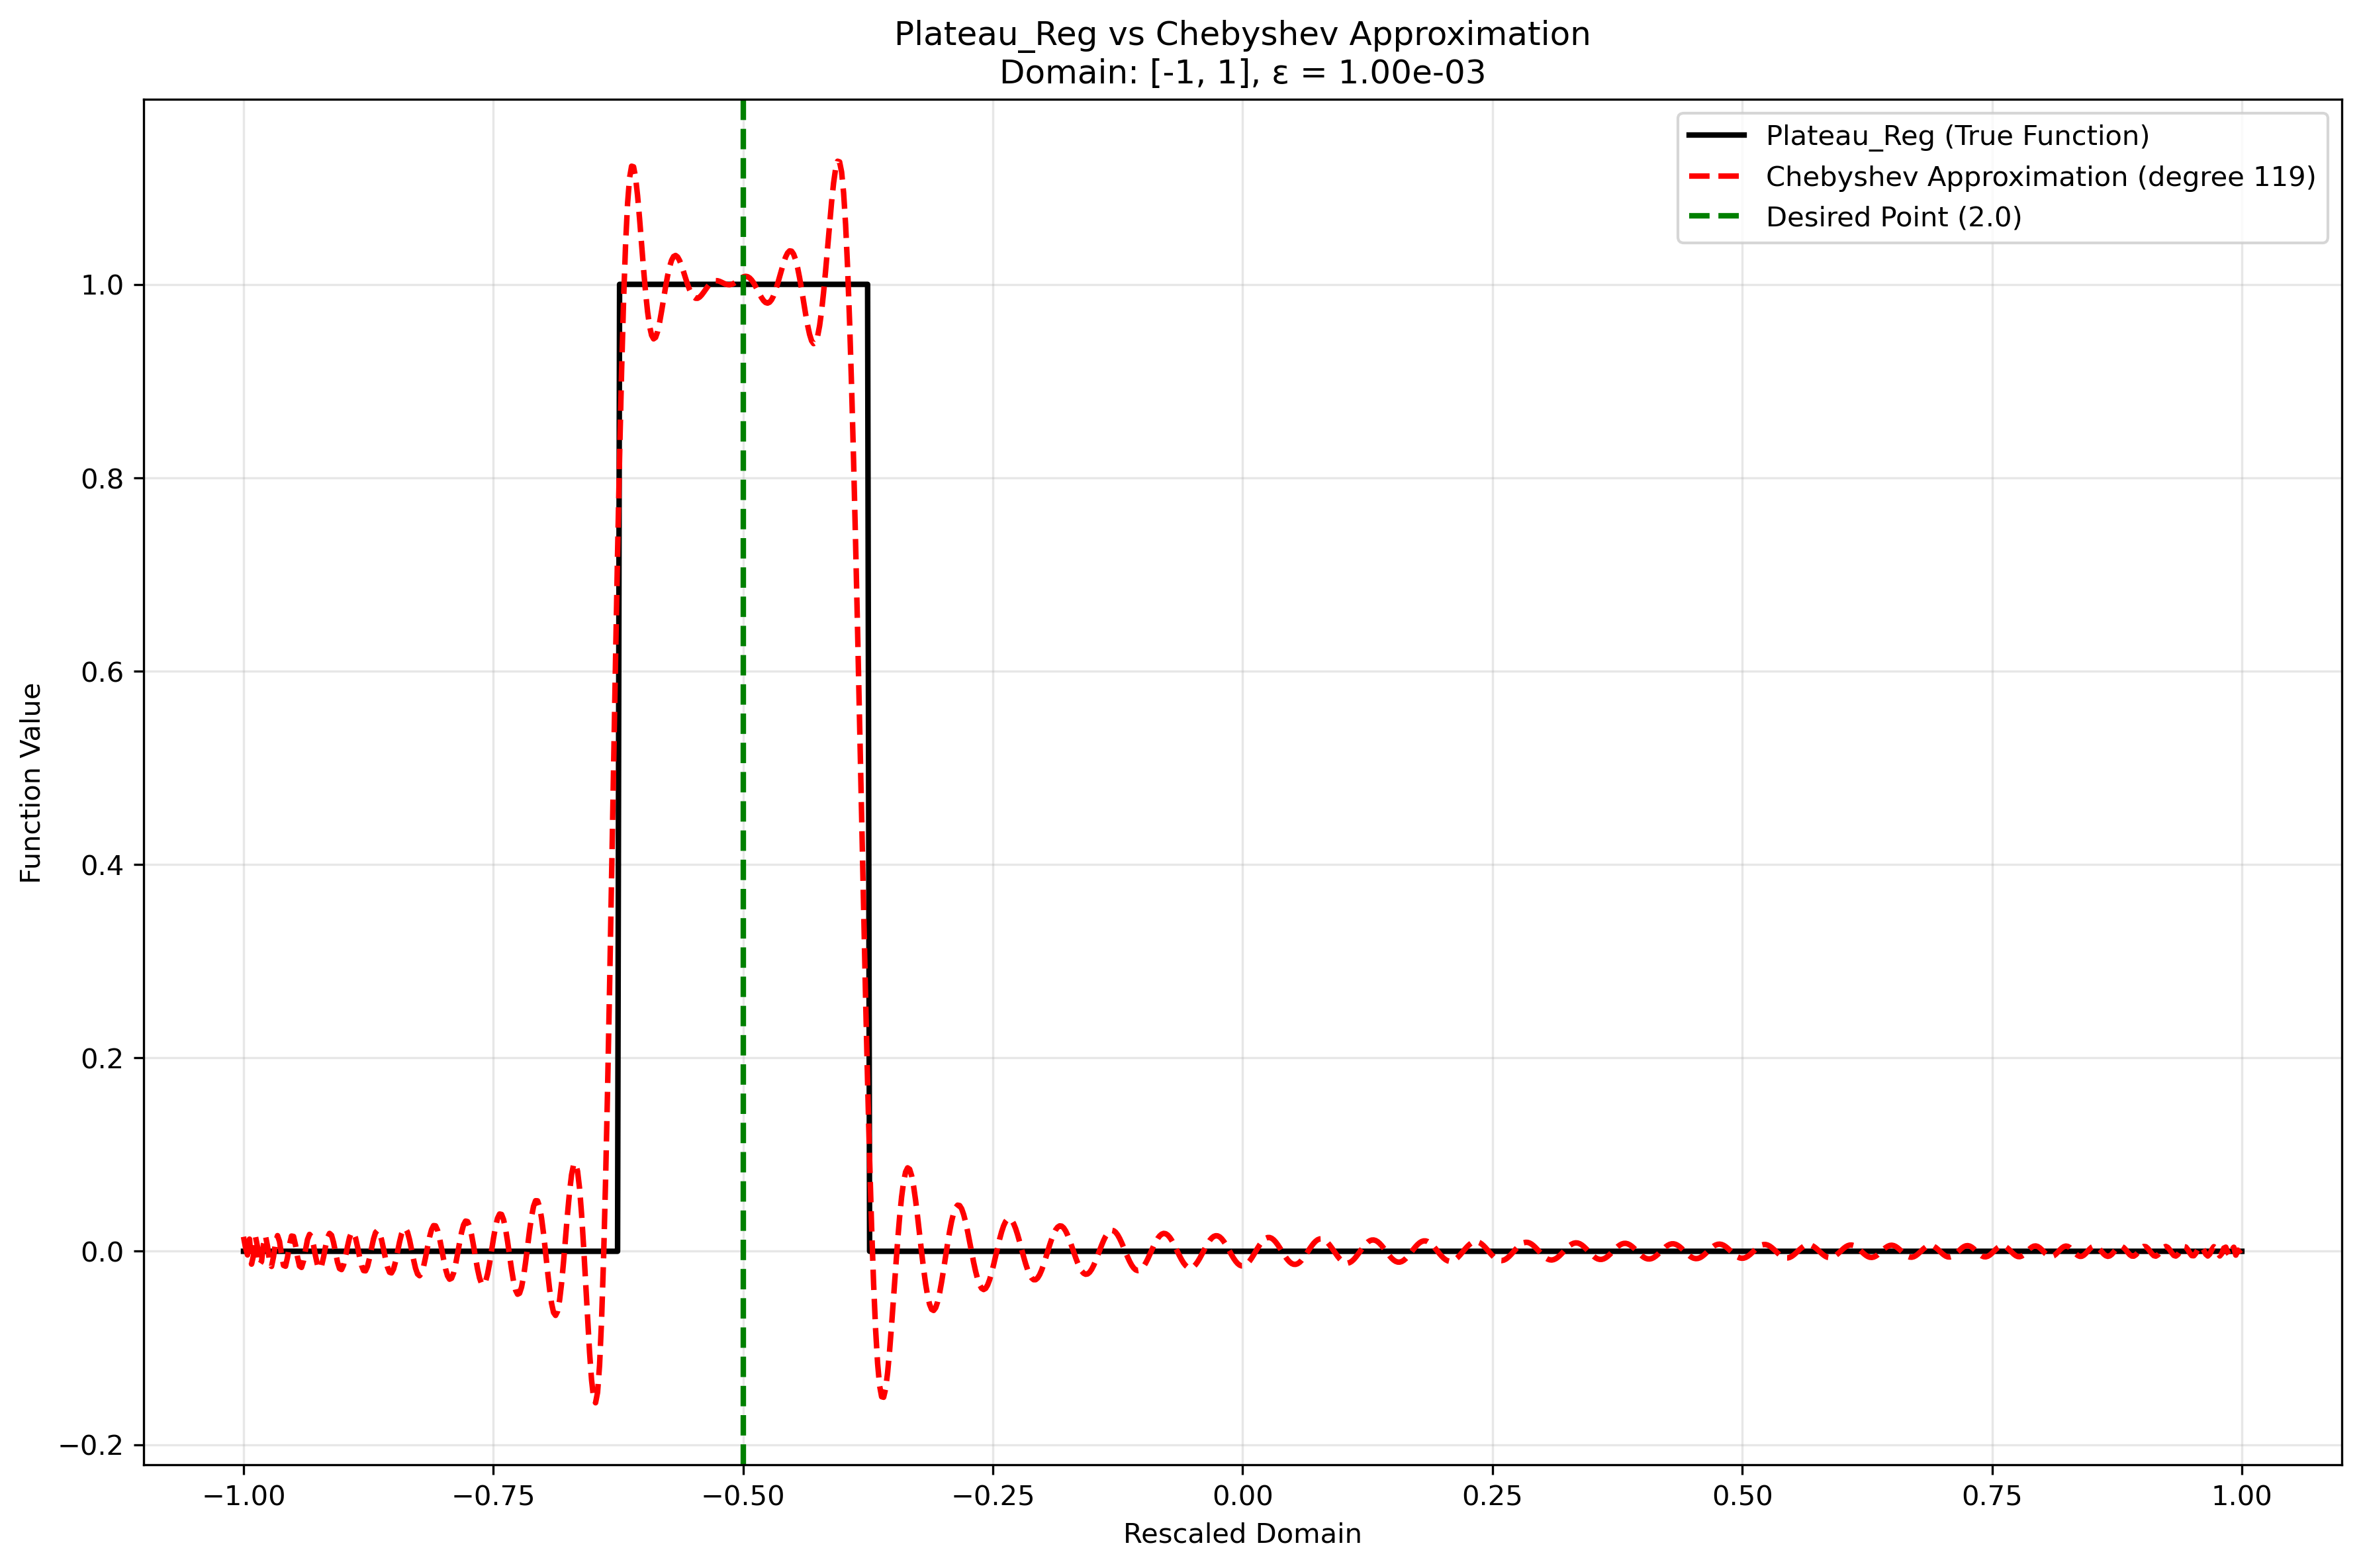 Plateau_Reg vs Chebyshev Approximation
Domain: [-1, 1], ε = 1.00e-03
Plateau_Reg (True Function)
Chebyshev Approximation (degree 119)
Desired Point (2.0)
Function Value
1.0
0.8
0.6
0.4
0.2
0.0
−0.2
−1.00
−0.75
−0.50
−0.25
0.00
0.25
0.50
0.75
1.00
Rescaled Domain